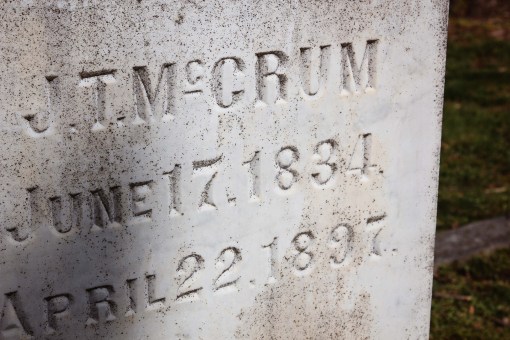 J. T. McCRUM
JUNE 17. 1834.
APRIL 22. 1897.